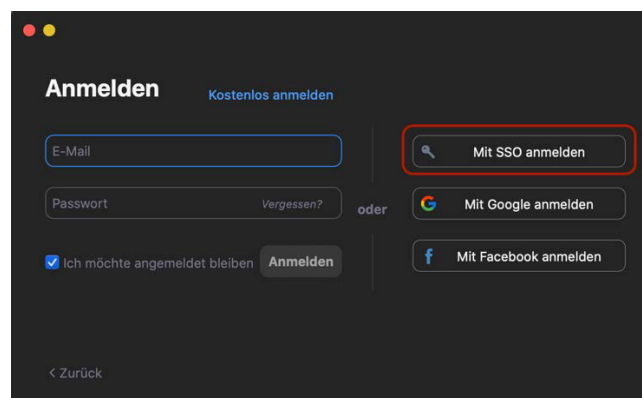 Anmelden
Kostenlos anmelden
E-Mail
Passwort
Vergessen?
Ich möchte angemeldet bleiben
Anmelden
oder
Mit SSO anmelden
Mit Google anmelden
Mit Facebook anmelden
< Zurück